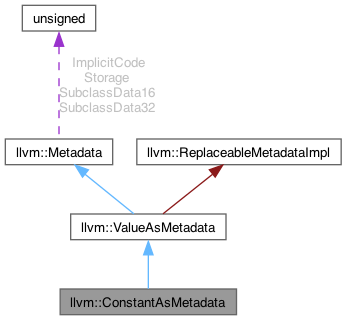 unsigned
ImplicitCode
Storage
SubclassData16
SubclassData32
llvm::Metadata
llvm::ReplaceableMetadataImpl
llvm::ValueAsMetadata
llvm::ConstantAsMetadata